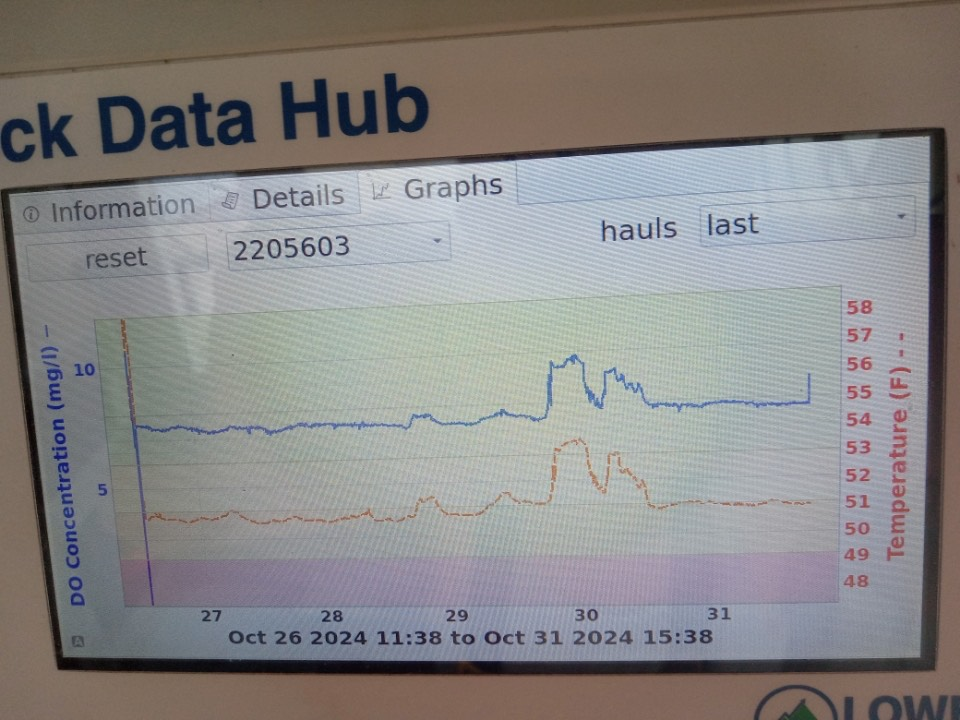 ck Data Hub
Information Details Graphs
reset 2205603 hauls last
DO Concentration (mg/l) —
10
5
58
57
56
55
54
53
52
51
50
49
48
Temperature (F) - -
27 28 29 30 31
Oct 26 2024 11:38 to Oct 31 2024 15:38
LOW